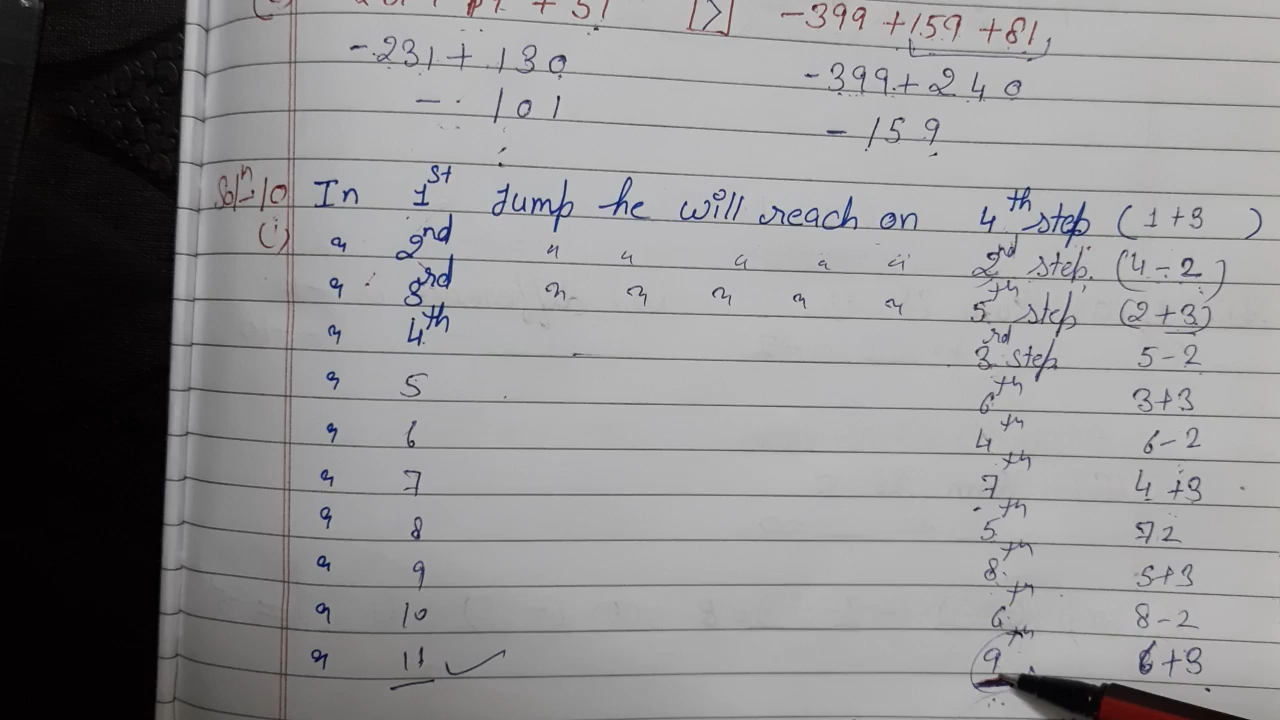 + 51 [>] -399 + 159 + 81
-231 + 130 -399 + 240
- 101 - 159
Solⁿ-10 In 1st Jump he will reach on 4th step (1+3 )
(i) " 2nd " " " " " 2rd step. (4-2)
" 3rd " " " " " 5th step (2+3)
" 4th 3rd step 5-2
" 5 6th 3+3
" 6 4th 6-2
" 7 7th 4+3
" 8 5th 7 2
" 9 8th 5+3
" 10 6th 8-2
" 11 ✓ 9th 6+3